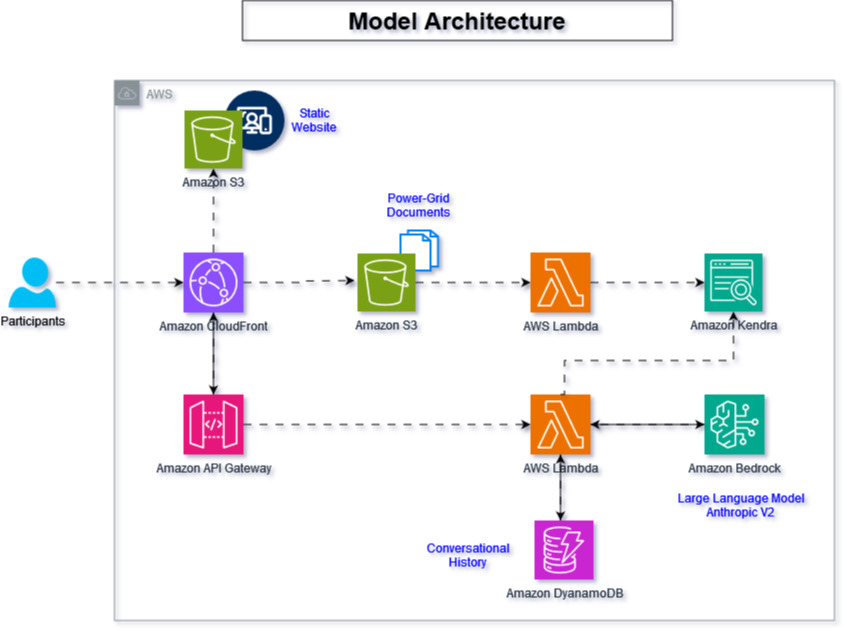 Model Architecture
AWS
Static
Website
Amazon S3
Power-Grid
Documents
Participants
Amazon CloudFront
Amazon S3
AWS Lambda
Amazon Kendra
Amazon API Gateway
AWS Lambda
Amazon Bedrock
Large Language Model
Anthropic V2
Conversational
History
Amazon DyanamoDB